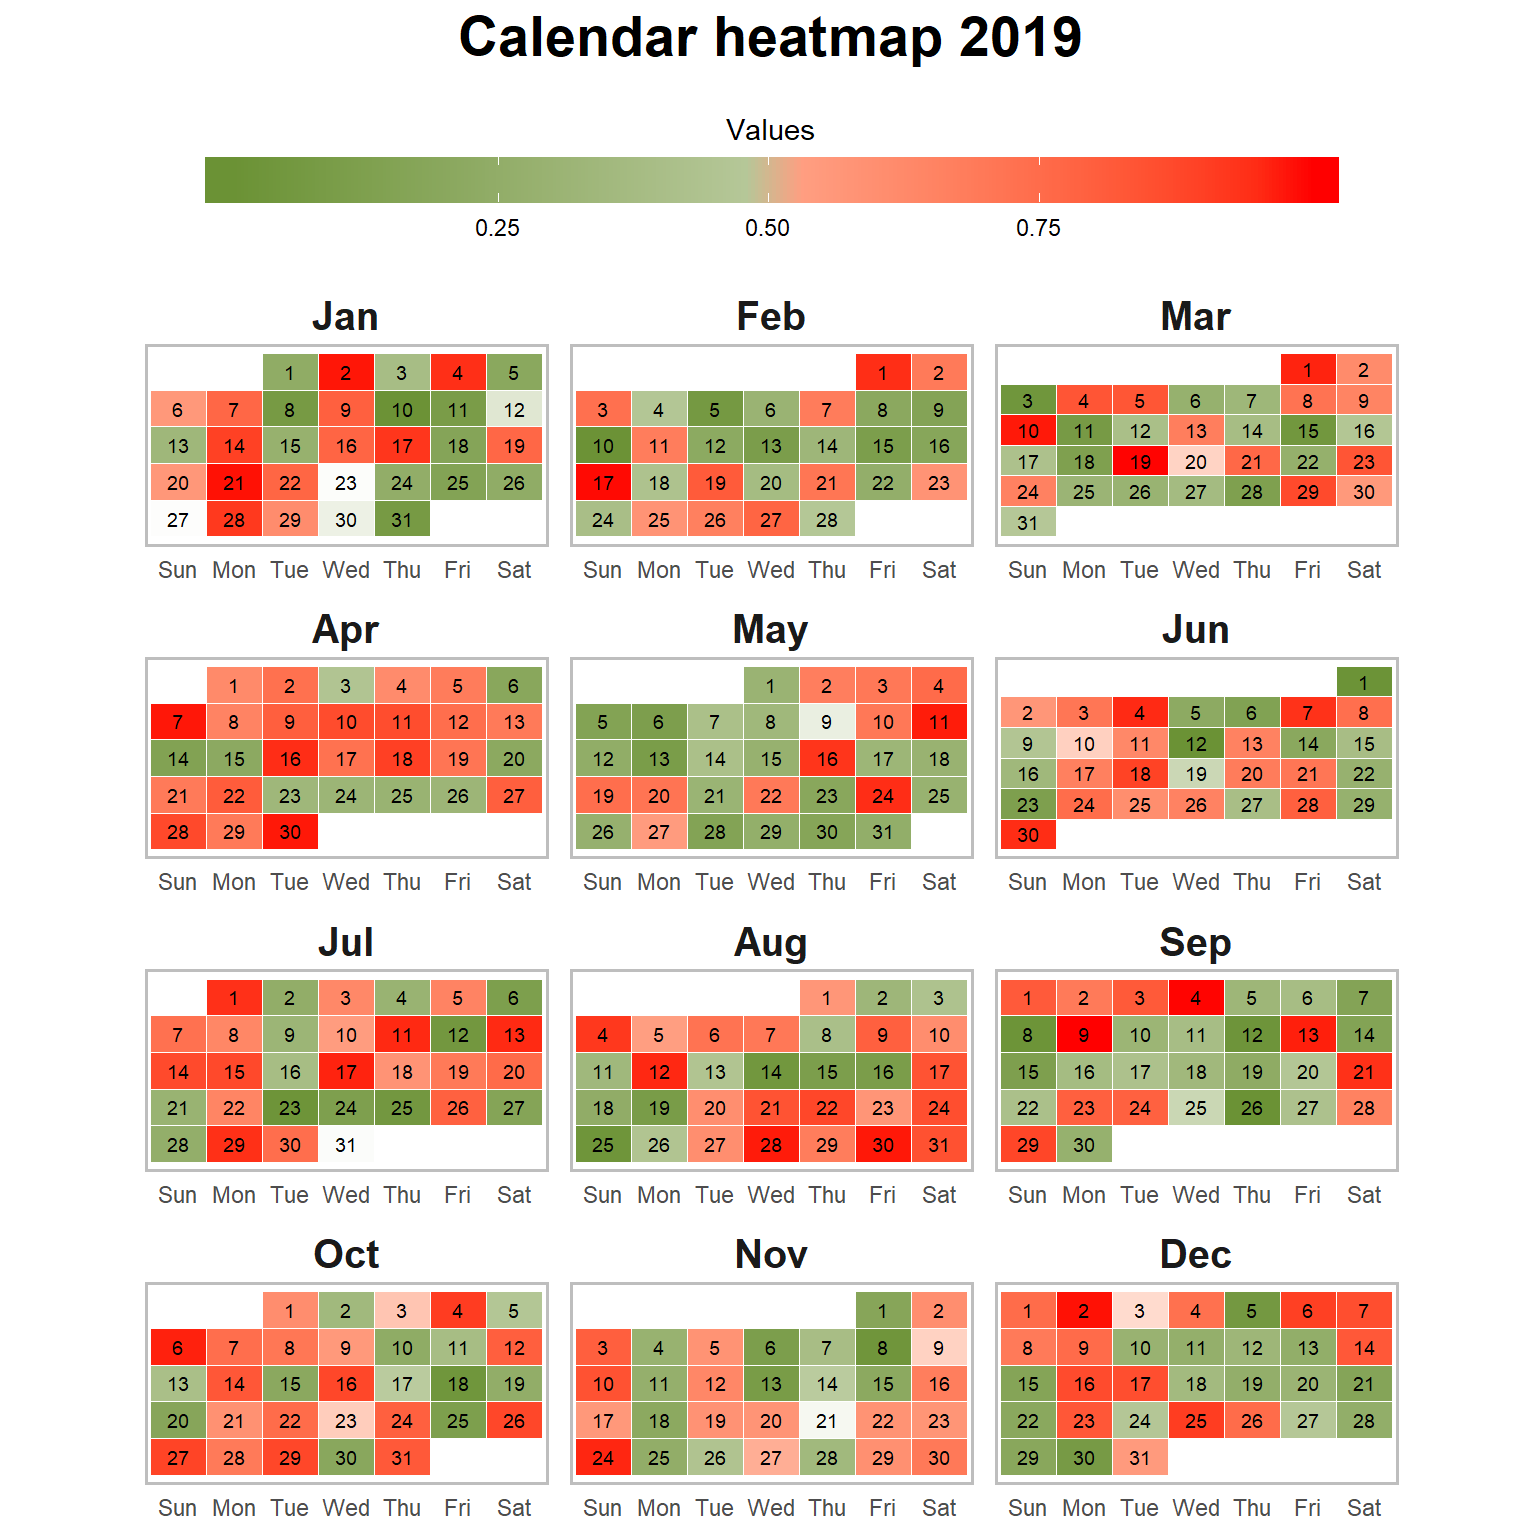 Calendar heatmap 2019
Values
0.25 0.50 0.75
Jan Feb Mar
1 2 3 4 5 1 2 1 2
6 7 8 9 10 11 12 3 4 5 6 7 8 9 3 4 5 6 7 8 9
13 14 15 16 17 18 19 10 11 12 13 14 15 16 10 11 12 13 14 15 16
20 21 22 23 24 25 26 17 18 19 20 21 22 23 17 18 19 20 21 22 23
27 28 29 30 31 24 25 26 27 28 24 25 26 27 28 29 30
31
Sun Mon Tue Wed Thu Fri Sat Sun Mon Tue Wed Thu Fri Sat Sun Mon Tue Wed Thu Fri Sat
Apr May Jun
1 2 3 4 5 6 1 2 3 4 1
7 8 9 10 11 12 13 5 6 7 8 9 10 11 2 3 4 5 6 7 8
14 15 16 17 18 19 20 12 13 14 15 16 17 18 9 10 11 12 13 14 15
21 22 23 24 25 26 27 19 20 21 22 23 24 25 16 17 18 19 20 21 22
28 29 30 26 27 28 29 30 31 23 24 25 26 27 28 29
30
Sun Mon Tue Wed Thu Fri Sat Sun Mon Tue Wed Thu Fri Sat Sun Mon Tue Wed Thu Fri Sat
Jul Aug Sep
1 2 3 4 5 6 1 2 3 1 2 3 4 5 6 7
7 8 9 10 11 12 13 4 5 6 7 8 9 10 8 9 10 11 12 13 14
14 15 16 17 18 19 20 11 12 13 14 15 16 17 15 16 17 18 19 20 21
21 22 23 24 25 26 27 18 19 20 21 22 23 24 22 23 24 25 26 27 28
28 29 30 31 25 26 27 28 29 30 31 29 30
Sun Mon Tue Wed Thu Fri Sat Sun Mon Tue Wed Thu Fri Sat Sun Mon Tue Wed Thu Fri Sat
Oct Nov Dec
1 2 3 4 5 1 2 1 2 3 4 5 6 7
6 7 8 9 10 11 12 3 4 5 6 7 8 9 8 9 10 11 12 13 14
13 14 15 16 17 18 19 10 11 12 13 14 15 16 15 16 17 18 19 20 21
20 21 22 23 24 25 26 17 18 19 20 21 22 23 22 23 24 25 26 27 28
27 28 29 30 31 24 25 26 27 28 29 30 29 30 31
Sun Mon Tue Wed Thu Fri Sat Sun Mon Tue Wed Thu Fri Sat Sun Mon Tue Wed Thu Fri Sat